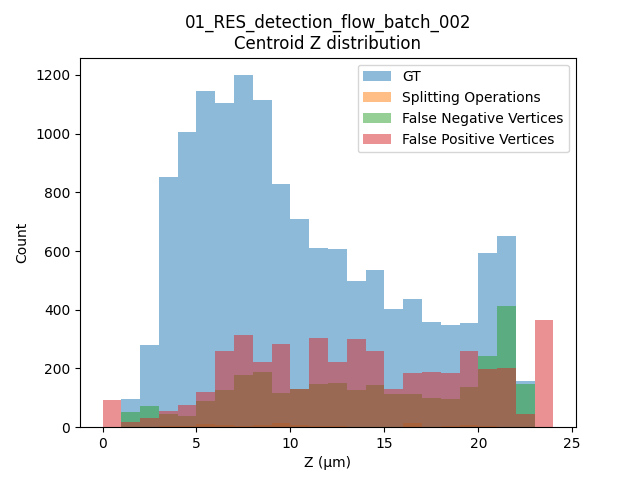 01_RES_detection_flow_batch_002
Centroid Z distribution
GT
Splitting Operations
False Negative Vertices
False Positive Vertices
1200
1000
800
600
400
200
0
Count
0
5
10
15
20
25
Z (μm)